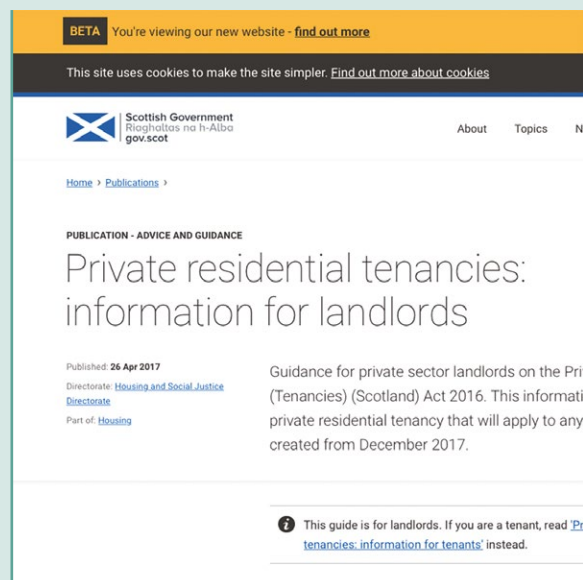 BETA You're viewing our new website - find out more
This site uses cookies to make the site simpler. Find out more about cookies
Scottish Government
Riaghaltas na h-Alba
gov.scot
About Topics N
Home > Publications >
PUBLICATION - ADVICE AND GUIDANCE
Private residential tenancies:
information for landlords
Published: 26 Apr 2017
Directorate: Housing and Social Justice
Directorate
Part of: Housing
Guidance for private sector landlords on the Pri
(Tenancies) (Scotland) Act 2016. This informati
private residential tenancy that will apply to any
created from December 2017.
This guide is for landlords. If you are a tenant, read 'Pr
tenancies: information for tenants' instead.